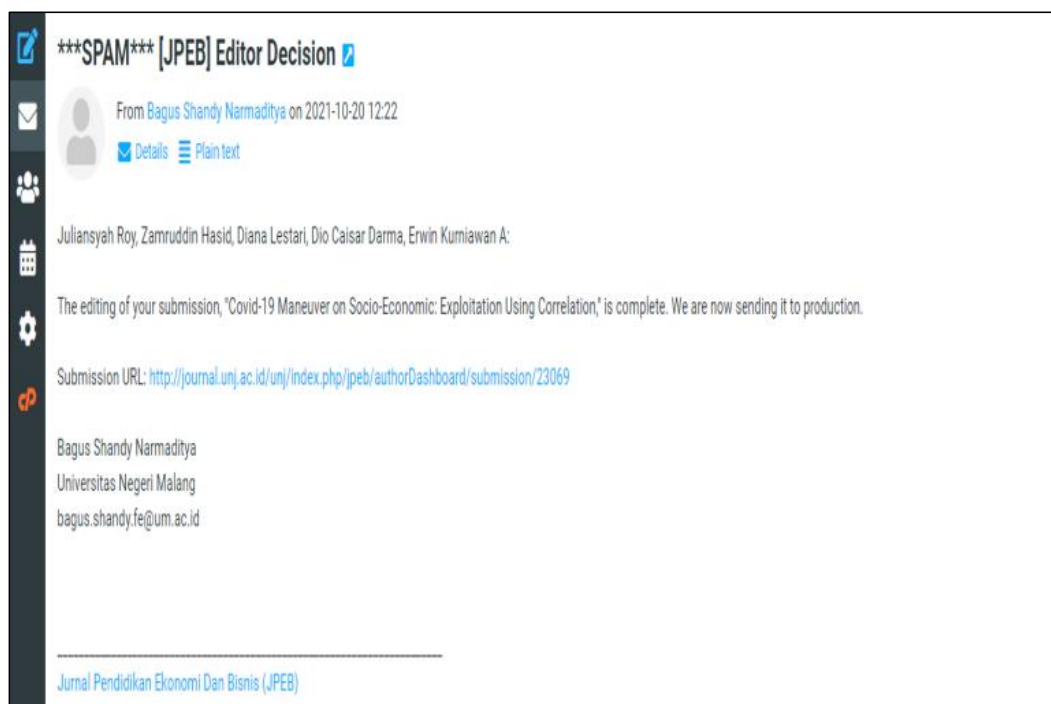 ***SPAM*** [JPEB] Editor Decision
From Bagus Shandy Narmaditya on 2021-10-20 12:22
Details Plain text
Juliansyah Roy, Zamruddin Hasid, Diana Lestari, Dio Caisar Darma, Erwin Kurniawan A:
The editing of your submission, "Covid-19 Maneuver on Socio-Economic: Exploitation Using Correlation," is complete. We are now sending it to production.
Submission URL: http://journal.unj.ac.id/unj/index.php/jpeb/authorDashboard/submission/23069
Bagus Shandy Narmaditya
Universitas Negeri Malang
bagus.shandy.fe@um.ac.id
Jurnal Pendidikan Ekonomi Dan Bisnis (JPEB)